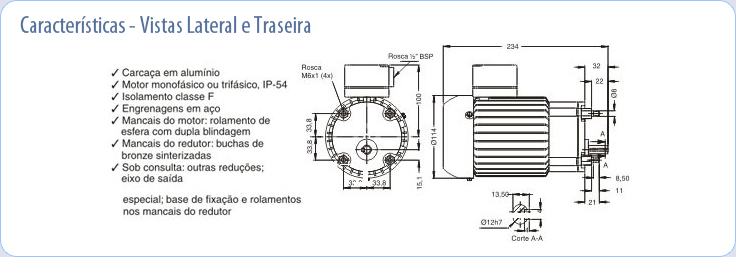 Características - Vistas Lateral e Traseira
✓ Carcaça em alumínio
✓ Motor monofásico ou trifásico, IP-54
✓ Isolamento classe F
✓ Engrenagens em aço
✓ Mancais do motor: rolamento de
esfera com dupla blindagem
✓ Mancais do redutor: buchas de
bronze sinterizadas
✓ Sob consulta: outras reduções;
eixo de saída
especial; base de fixação e rolamentos
nos mancais do redutor
Rosca ½" BSP
Rosca
M6x1 (4x)
100
33,8
33,8
33,8
15,1
234
32
22
Ø8
Ø114
A
A
8,50
11
21
13,50
Ø12h7
4
Corte A-A